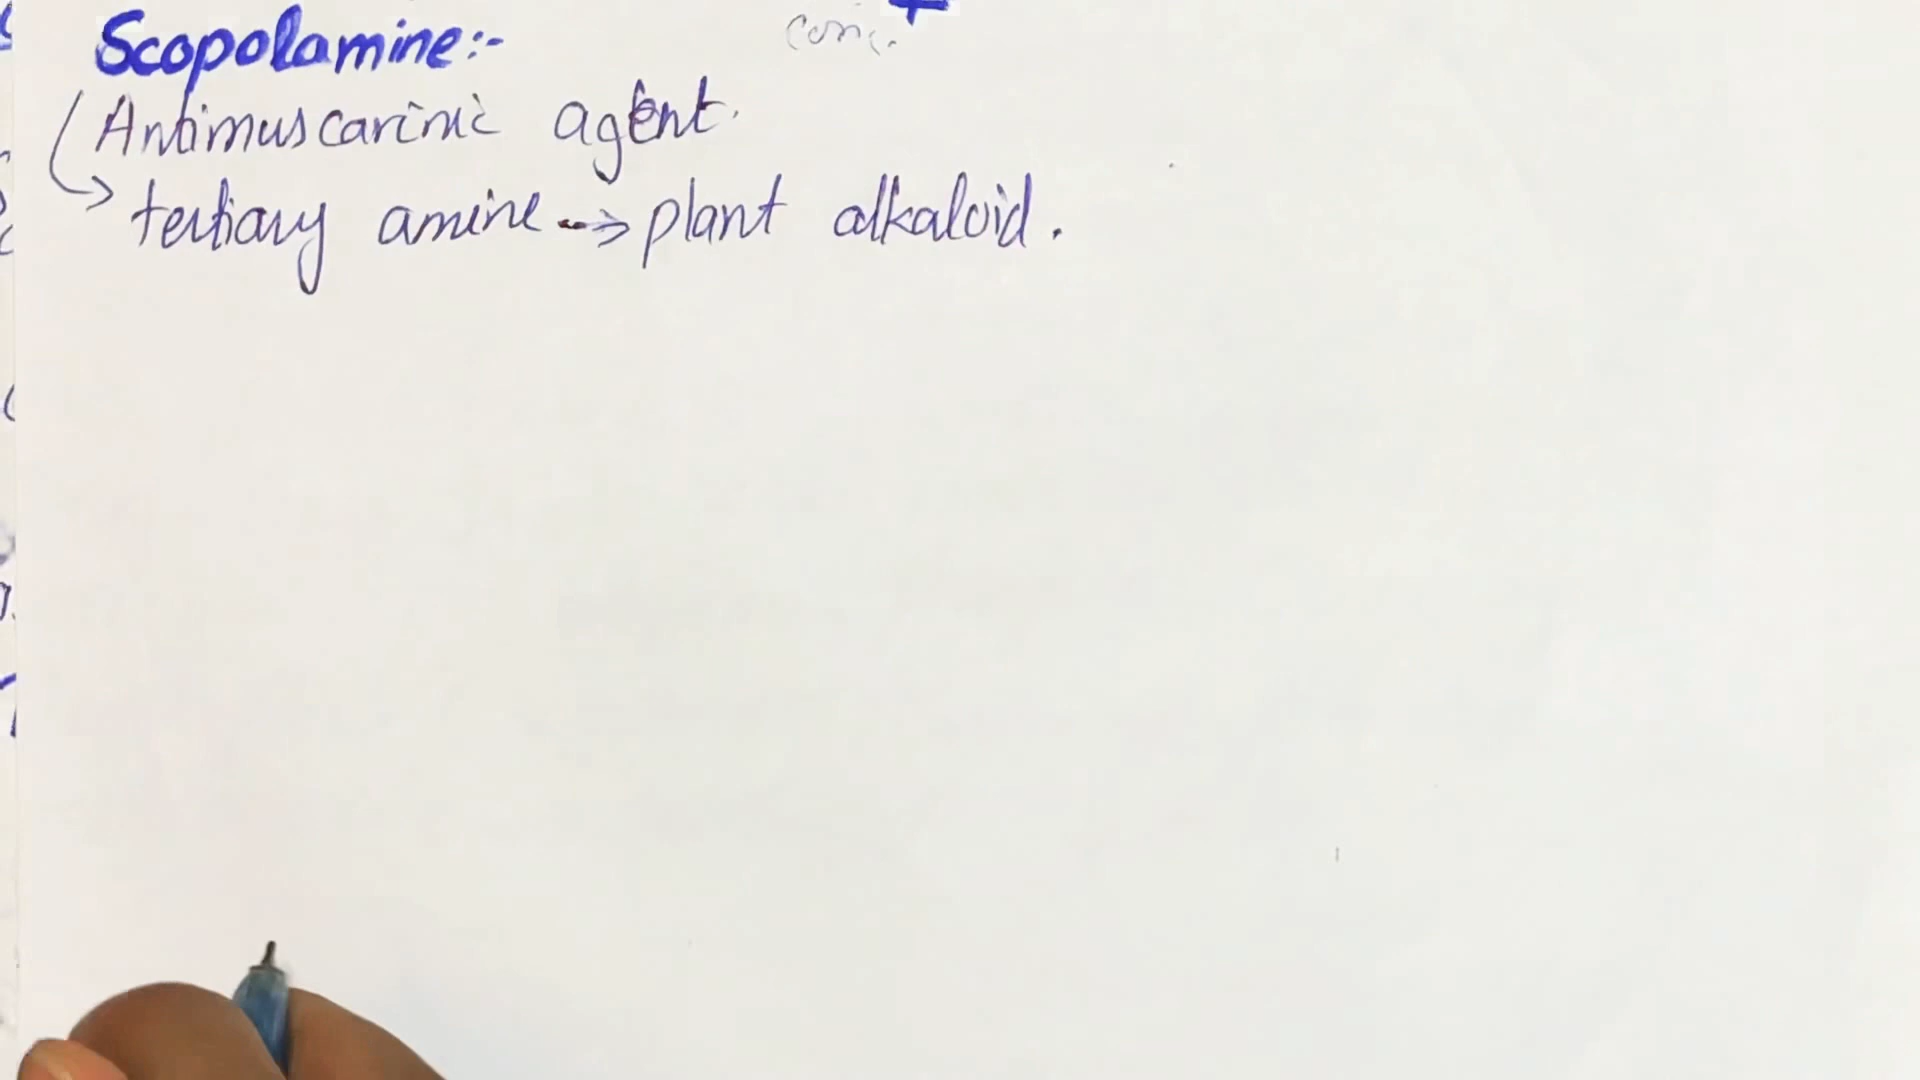 Scopolamine:-
Antimuscarinic agent.
tertiary amine --> plant alkaloid.